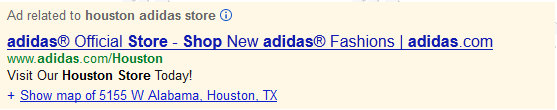 Ad related to houston adidas store ⓘ
adidas® Official Store - Shop New adidas® Fashions | adidas.com
www.adidas.com/Houston
Visit Our Houston Store Today!
+ Show map of 5155 W Alabama, Houston, TX